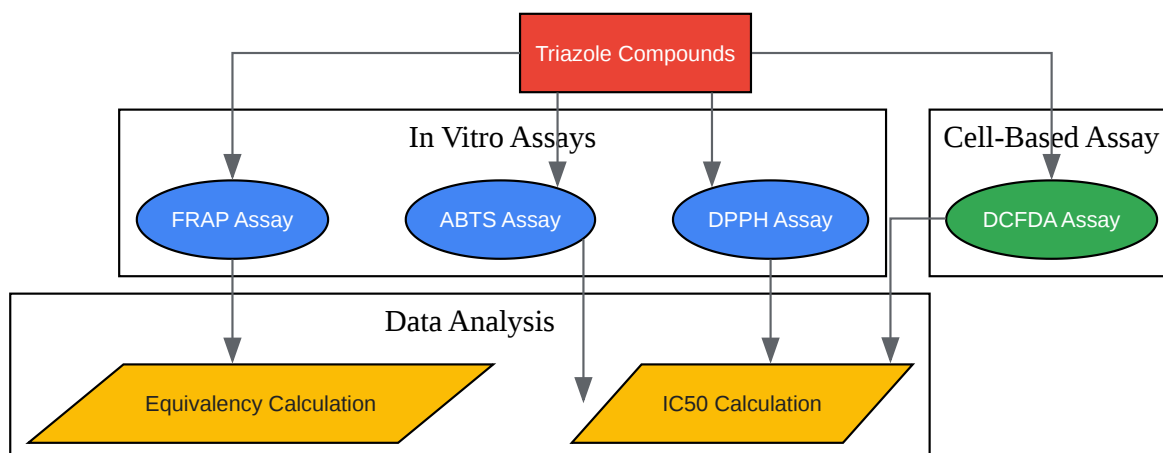 Triazole Compounds
In Vitro Assays
Cell-Based Assay
FRAP Assay
ABTS Assay
DPPH Assay
DCFDA Assay
Data Analysis
Equivalency Calculation
IC50 Calculation